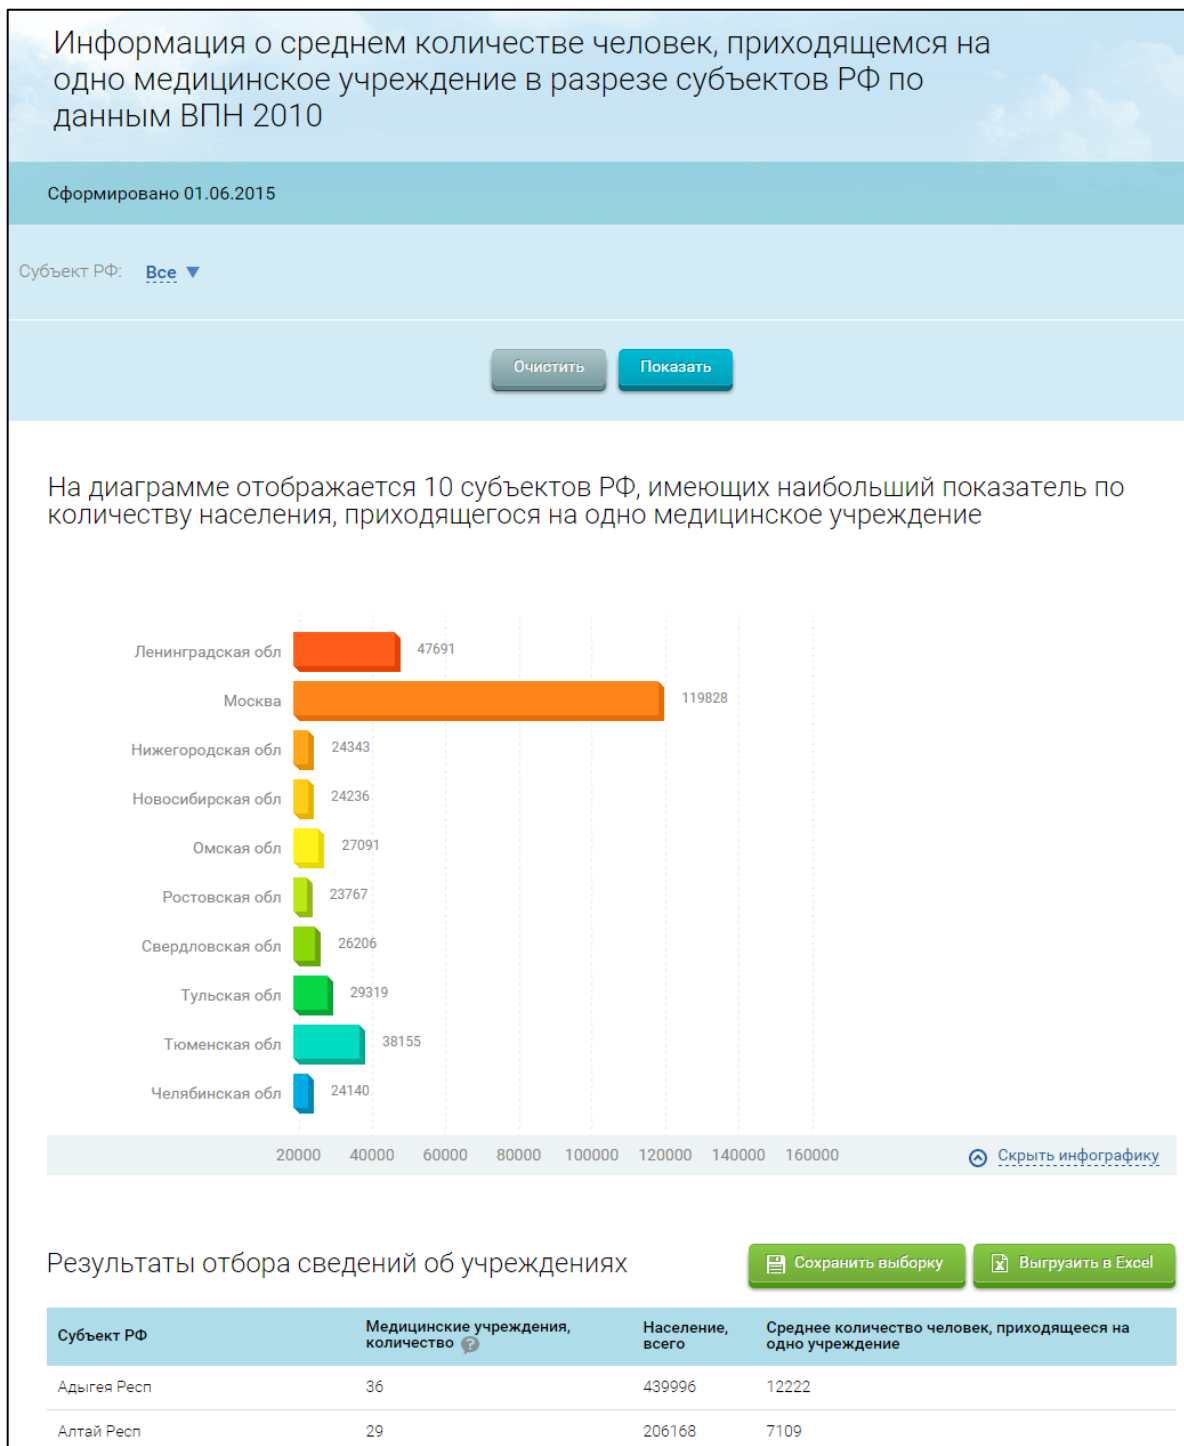 Информация о среднем количестве человек, приходящемся на
одно медицинское учреждение в разрезе субъектов РФ по
данным ВПН 2010
Сформировано 01.06.2015
Субъект РФ: Все
Очистить Показать
На диаграмме отображается 10 субъектов РФ, имеющих наибольший показатель по
количеству населения, приходящегося на одно медицинское учреждение
Ленинградская обл 47691
Москва 119828
Нижегородская обл 24343
Новосибирская обл 24236
Омская обл 27091
Ростовская обл 23767
Свердловская обл 26206
Тульская обл 29319
Тюменская обл 38155
Челябинская обл 24140
20000 40000 60000 80000 100000 120000 140000 160000 Скрыть инфографику
Результаты отбора сведений об учреждениях Сохранить выборку Выгрузить в Excel
Субъект РФ Медицинские учреждения, количество Население, всего Среднее количество человек, приходящееся на одно учреждение
Адыгея Респ 36 439996 12222
Алтай Респ 29 206168 7109